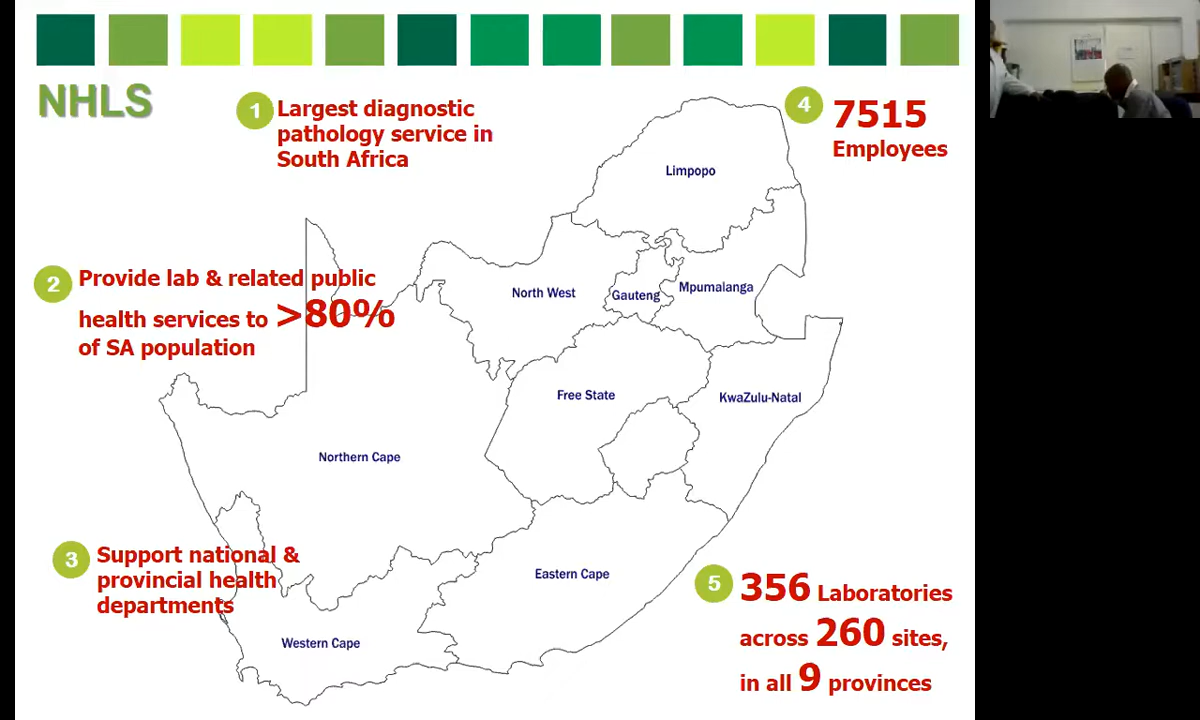 NHLS
1
Largest diagnostic
pathology service in
South Africa
4
7515
Employees
Limpopo
2
Provide lab & related public
health services to >80%
of SA population
North West
Gauteng
Mpumalanga
Free State
KwaZulu-Natal
Northern Cape
3
Support national &
provincial health
departments
Eastern Cape
Western Cape
5
356 Laboratories
across 260 sites,
in all 9 provinces